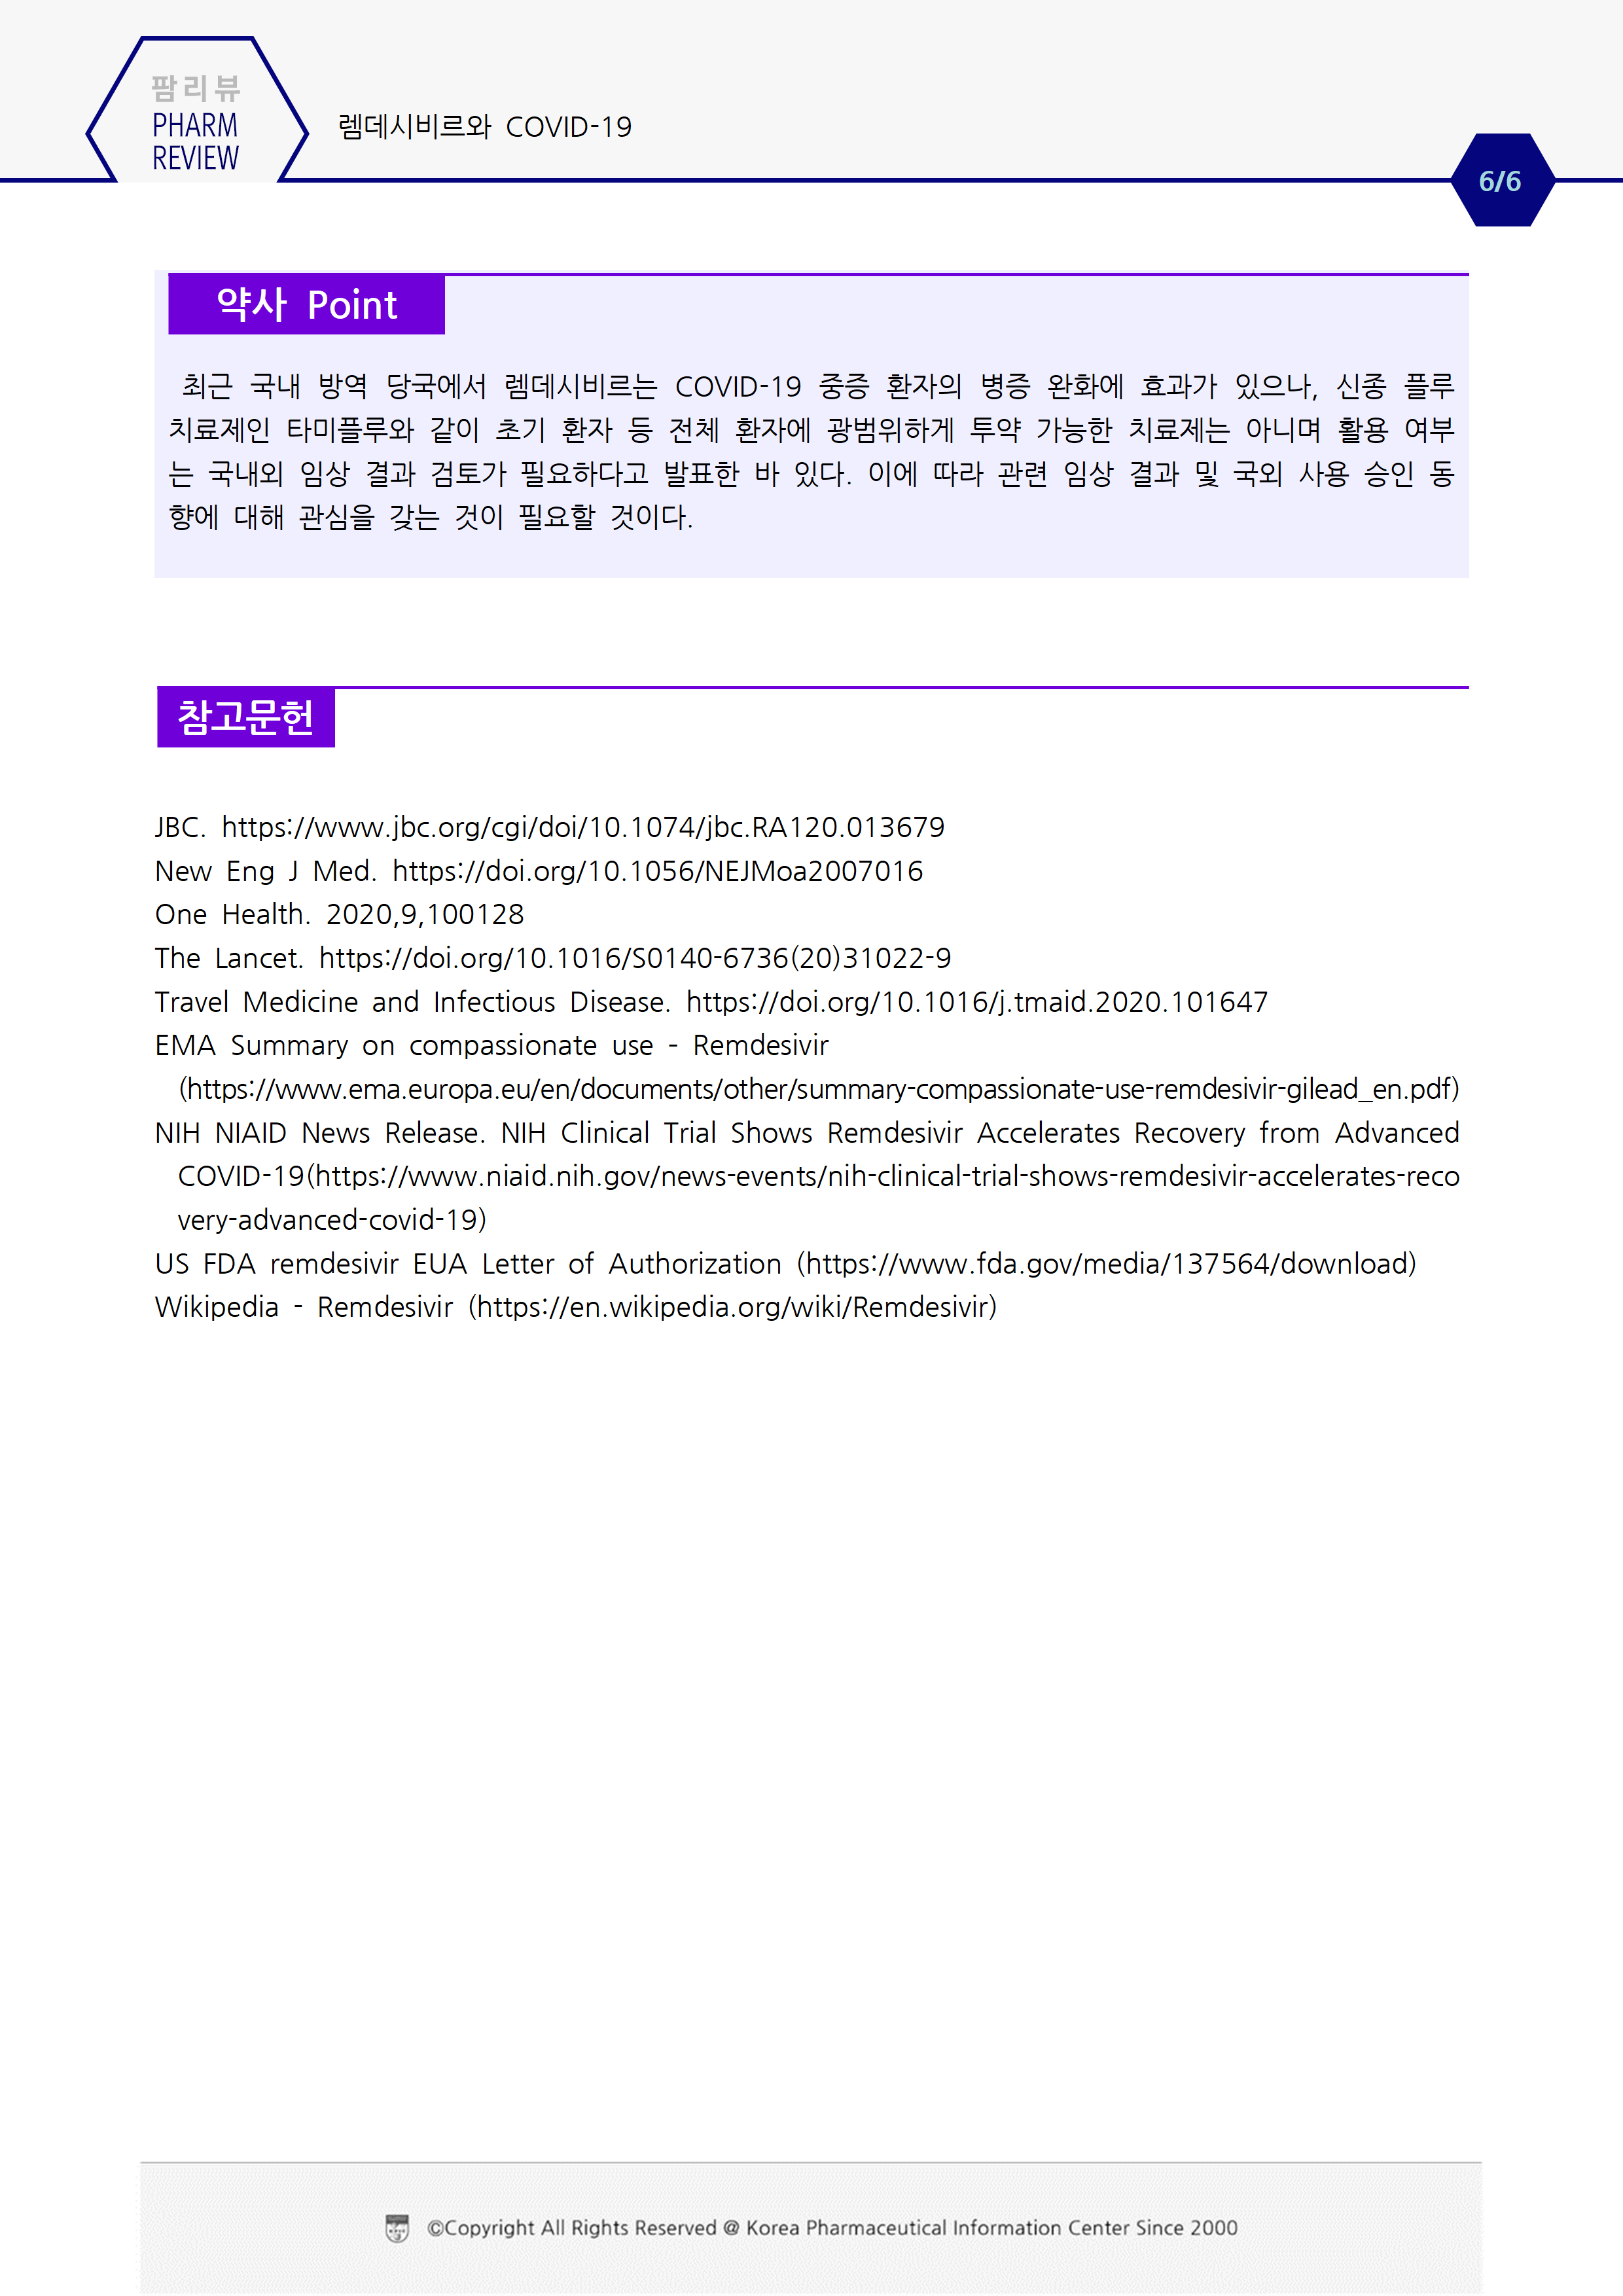 팜리뷰
PHARM
REVIEW
렘데시비르와 COVID-19
6/6
약사 Point
최근 국내 방역 당국에서 렘데시비르는 COVID-19 중증 환자의 병증 완화에 효과가 있으나, 신종 플루
치료제인 타미플루와 같이 초기 환자 등 전체 환자에 광범위하게 투약 가능한 치료제는 아니며 활용 여부
는 국내외 임상 결과 검토가 필요하다고 발표한 바 있다. 이에 따라 관련 임상 결과 및 국외 사용 승인 동
향에 대해 관심을 갖는 것이 필요할 것이다.
참고문헌
JBC. https://www.jbc.org/cgi/doi/10.1074/jbc.RA120.013679
New Eng J Med. https://doi.org/10.1056/NEJMoa2007016
One Health. 2020,9,100128
The Lancet. https://doi.org/10.1016/S0140-6736(20)31022-9
Travel Medicine and Infectious Disease. https://doi.org/10.1016/j.tmaid.2020.101647
EMA Summary on compassionate use - Remdesivir
(https://www.ema.europa.eu/en/documents/other/summary-compassionate-use-remdesivir-gilead_en.pdf)
NIH NIAID News Release. NIH Clinical Trial Shows Remdesivir Accelerates Recovery from Advanced
COVID-19(https://www.niaid.nih.gov/news-events/nih-clinical-trial-shows-remdesivir-accelerates-reco
very-advanced-covid-19)
US FDA remdesivir EUA Letter of Authorization (https://www.fda.gov/media/137564/download)
Wikipedia - Remdesivir (https://en.wikipedia.org/wiki/Remdesivir)
©Copyright All Rights Reserved @ Korea Pharmaceutical Information Center Since 2000